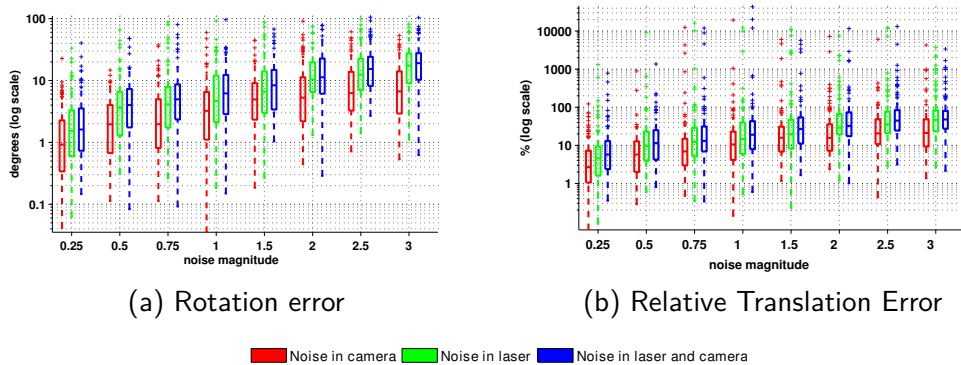 100
10
1
0.1
degrees (log scale)
0.25 0.5 0.75 1 1.5 2 2.5 3
noise magnitude
(a) Rotation error
10000
1000
100
10
1
% (log scale)
0.25 0.5 0.75 1 1.5 2 2.5 3
noise magnitude
(b) Relative Translation Error
Noise in camera Noise in laser Noise in laser and camera